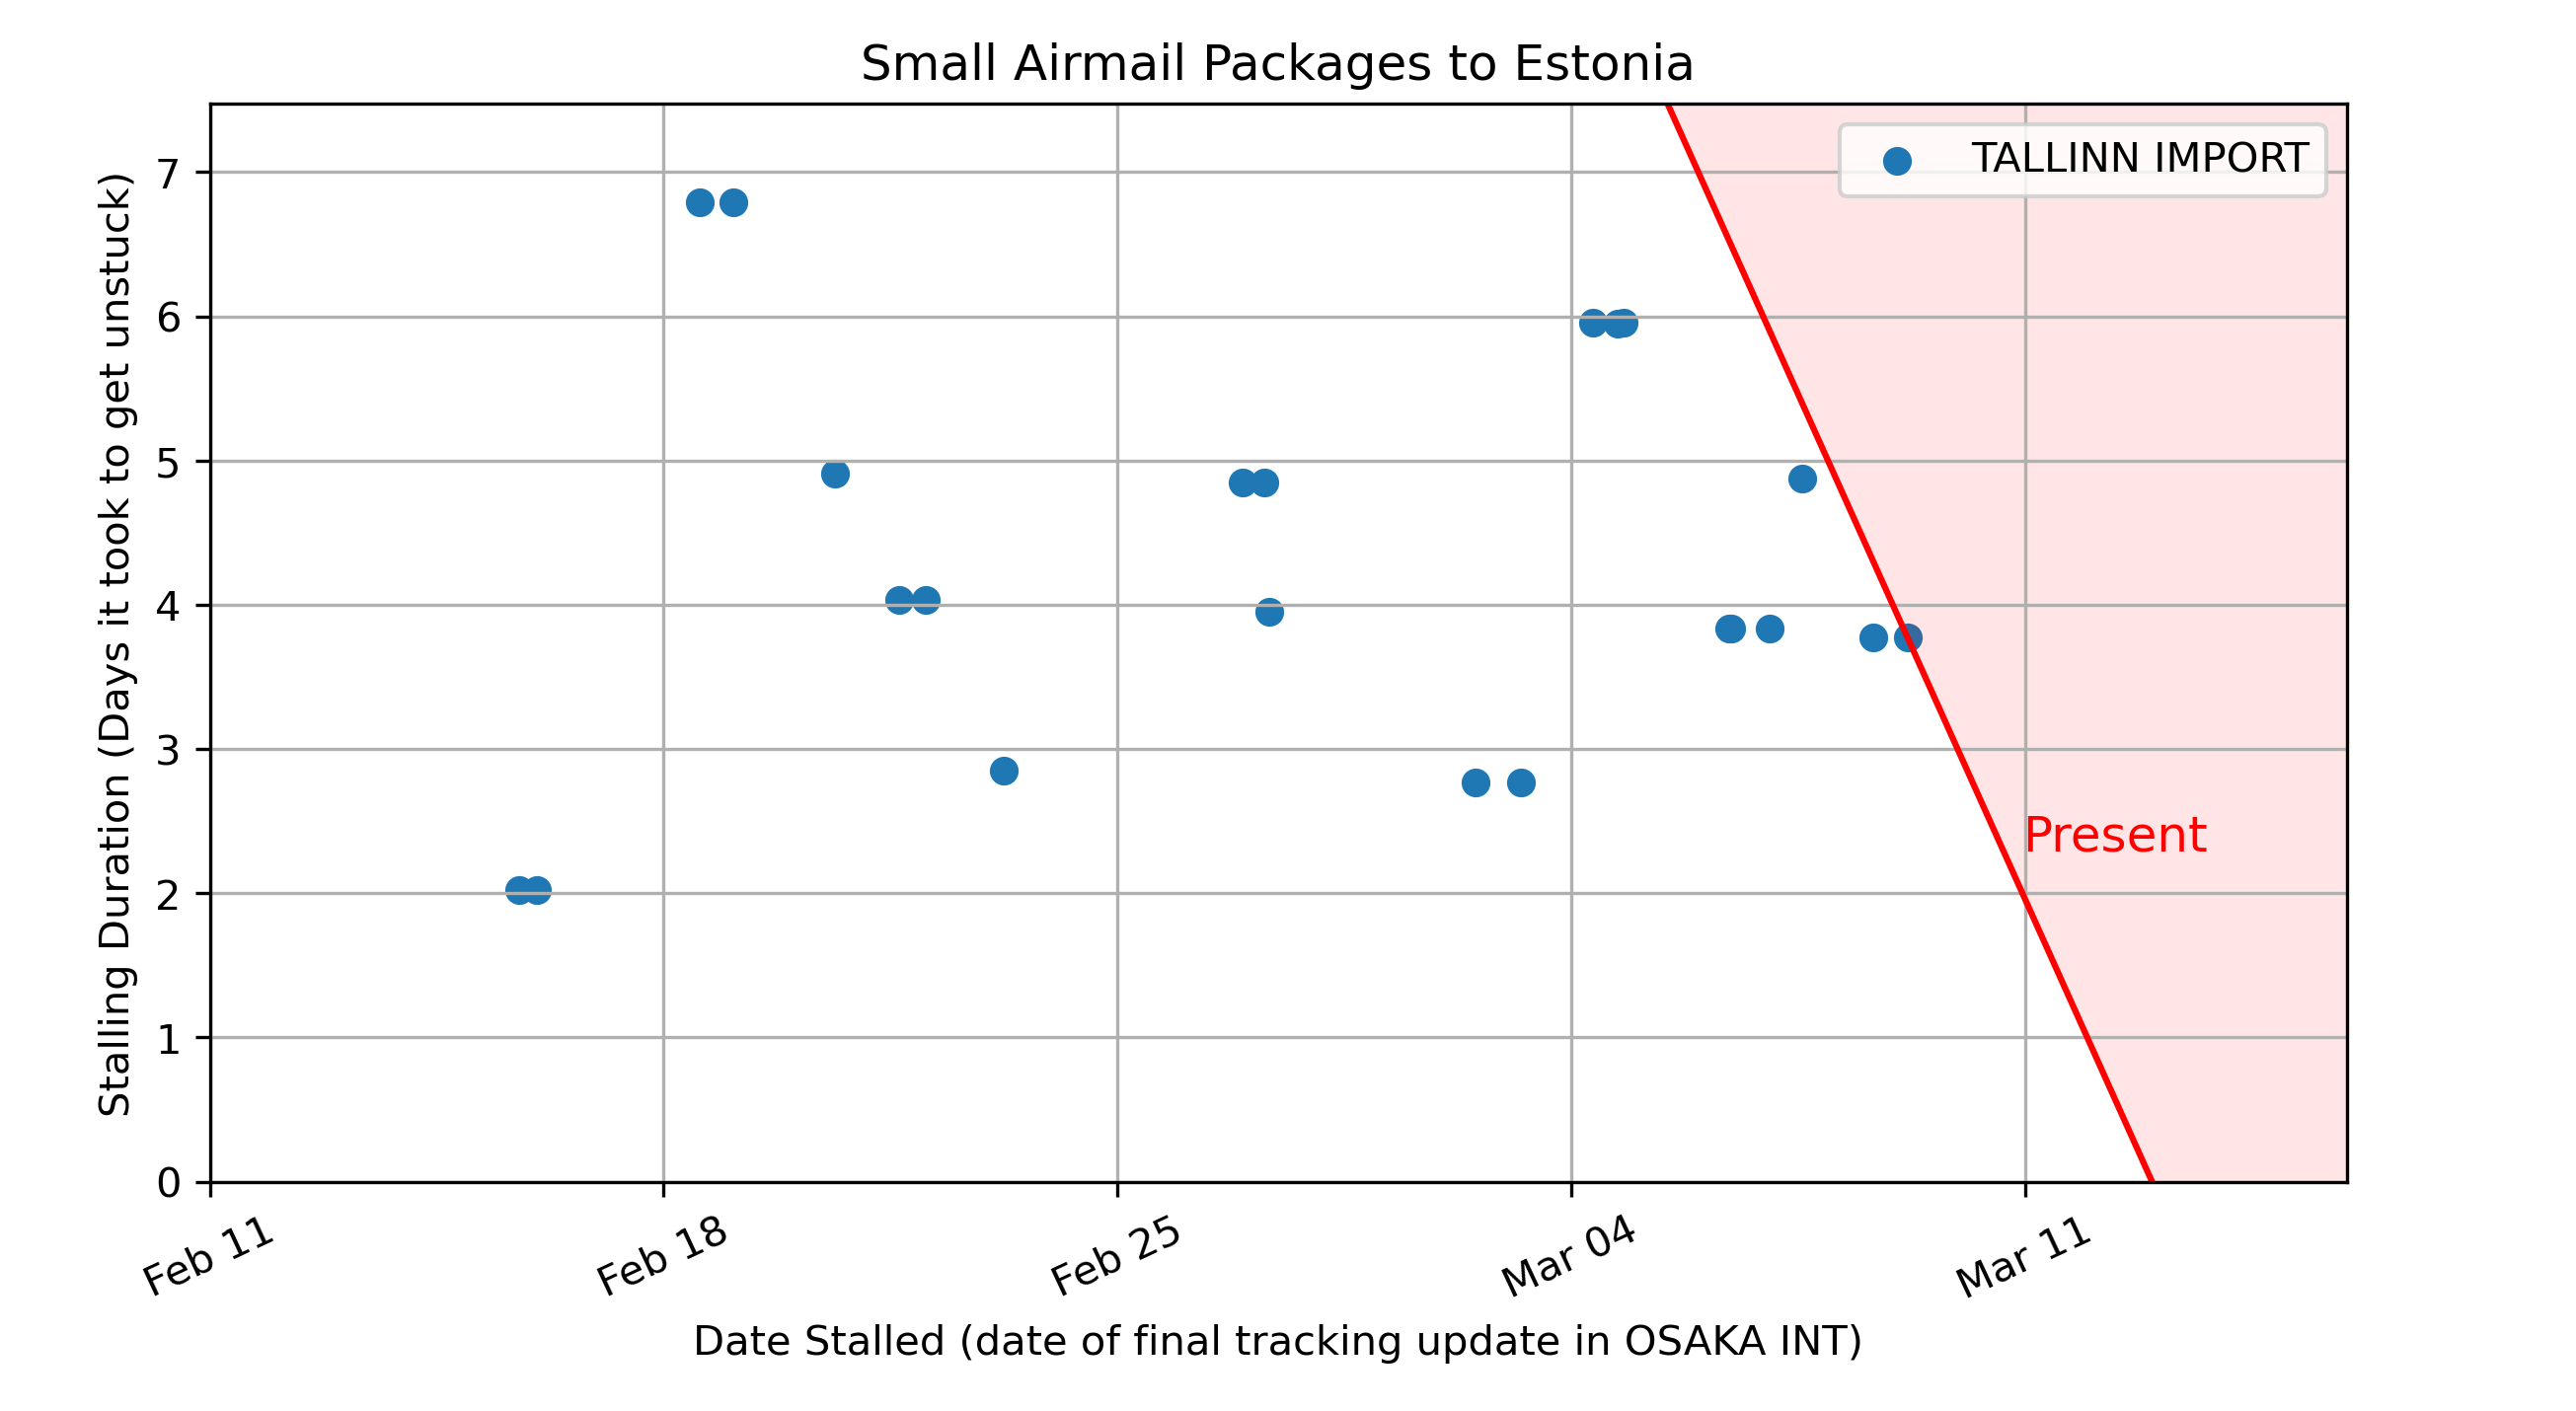 Small Airmail Packages to Estonia
TALLINN IMPORT
Stalling Duration (Days it took to get unstuck)
7
6
5
4
3
2
1
0
Present
Feb 11
Feb 18
Feb 25
Mar 04
Mar 11
Date Stalled (date of final tracking update in OSAKA INT)